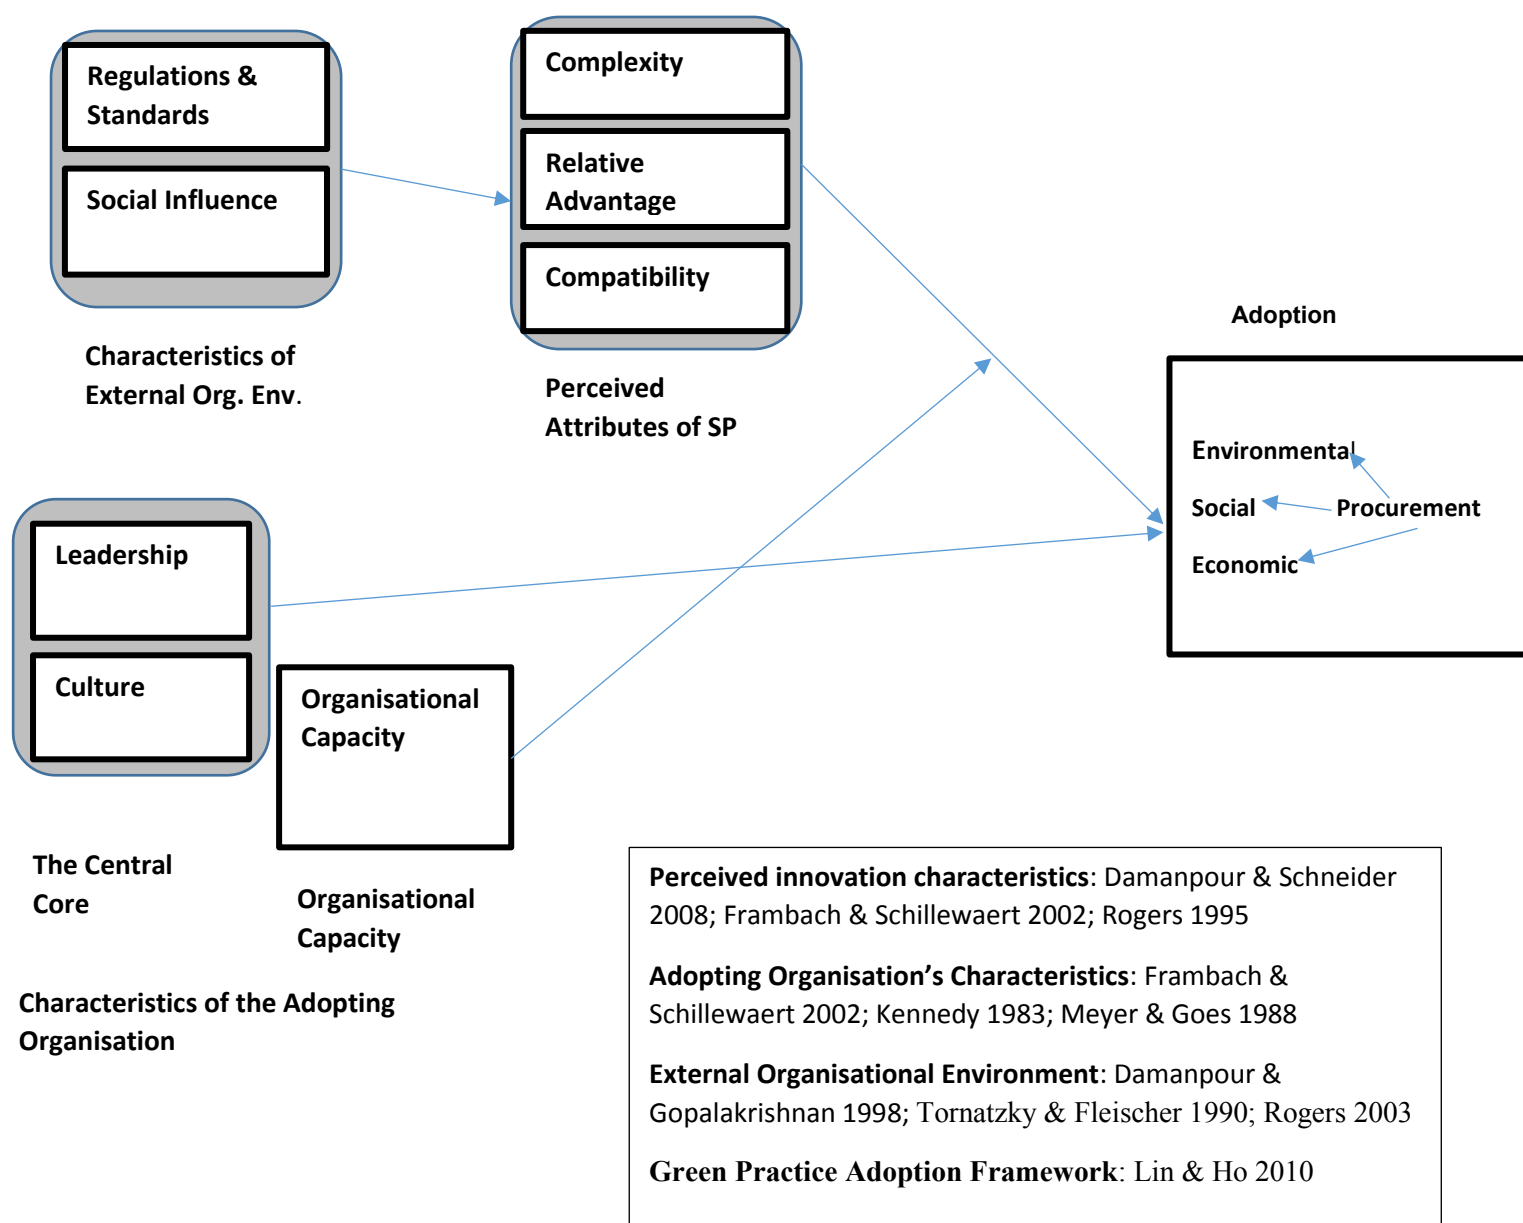 Regulations &
Standards
Social Influence
Characteristics of
External Org. Env.
Complexity
Relative
Advantage
Compatibility
Perceived
Attributes of SP
Adoption
Environmental
Social
Procurement
Economic
Leadership
Culture
Organisational
Capacity
The Central
Core
Organisational
Capacity
Characteristics of the Adopting
Organisation
Perceived innovation characteristics: Damanpour & Schneider
2008; Frambach & Schillewaert 2002; Rogers 1995
Adopting Organisation’s Characteristics: Frambach &
Schillewaert 2002; Kennedy 1983; Meyer & Goes 1988
External Organisational Environment: Damanpour &
Gopalakrishnan 1998; Tornatzky & Fleischer 1990; Rogers 2003
Green Practice Adoption Framework: Lin & Ho 2010